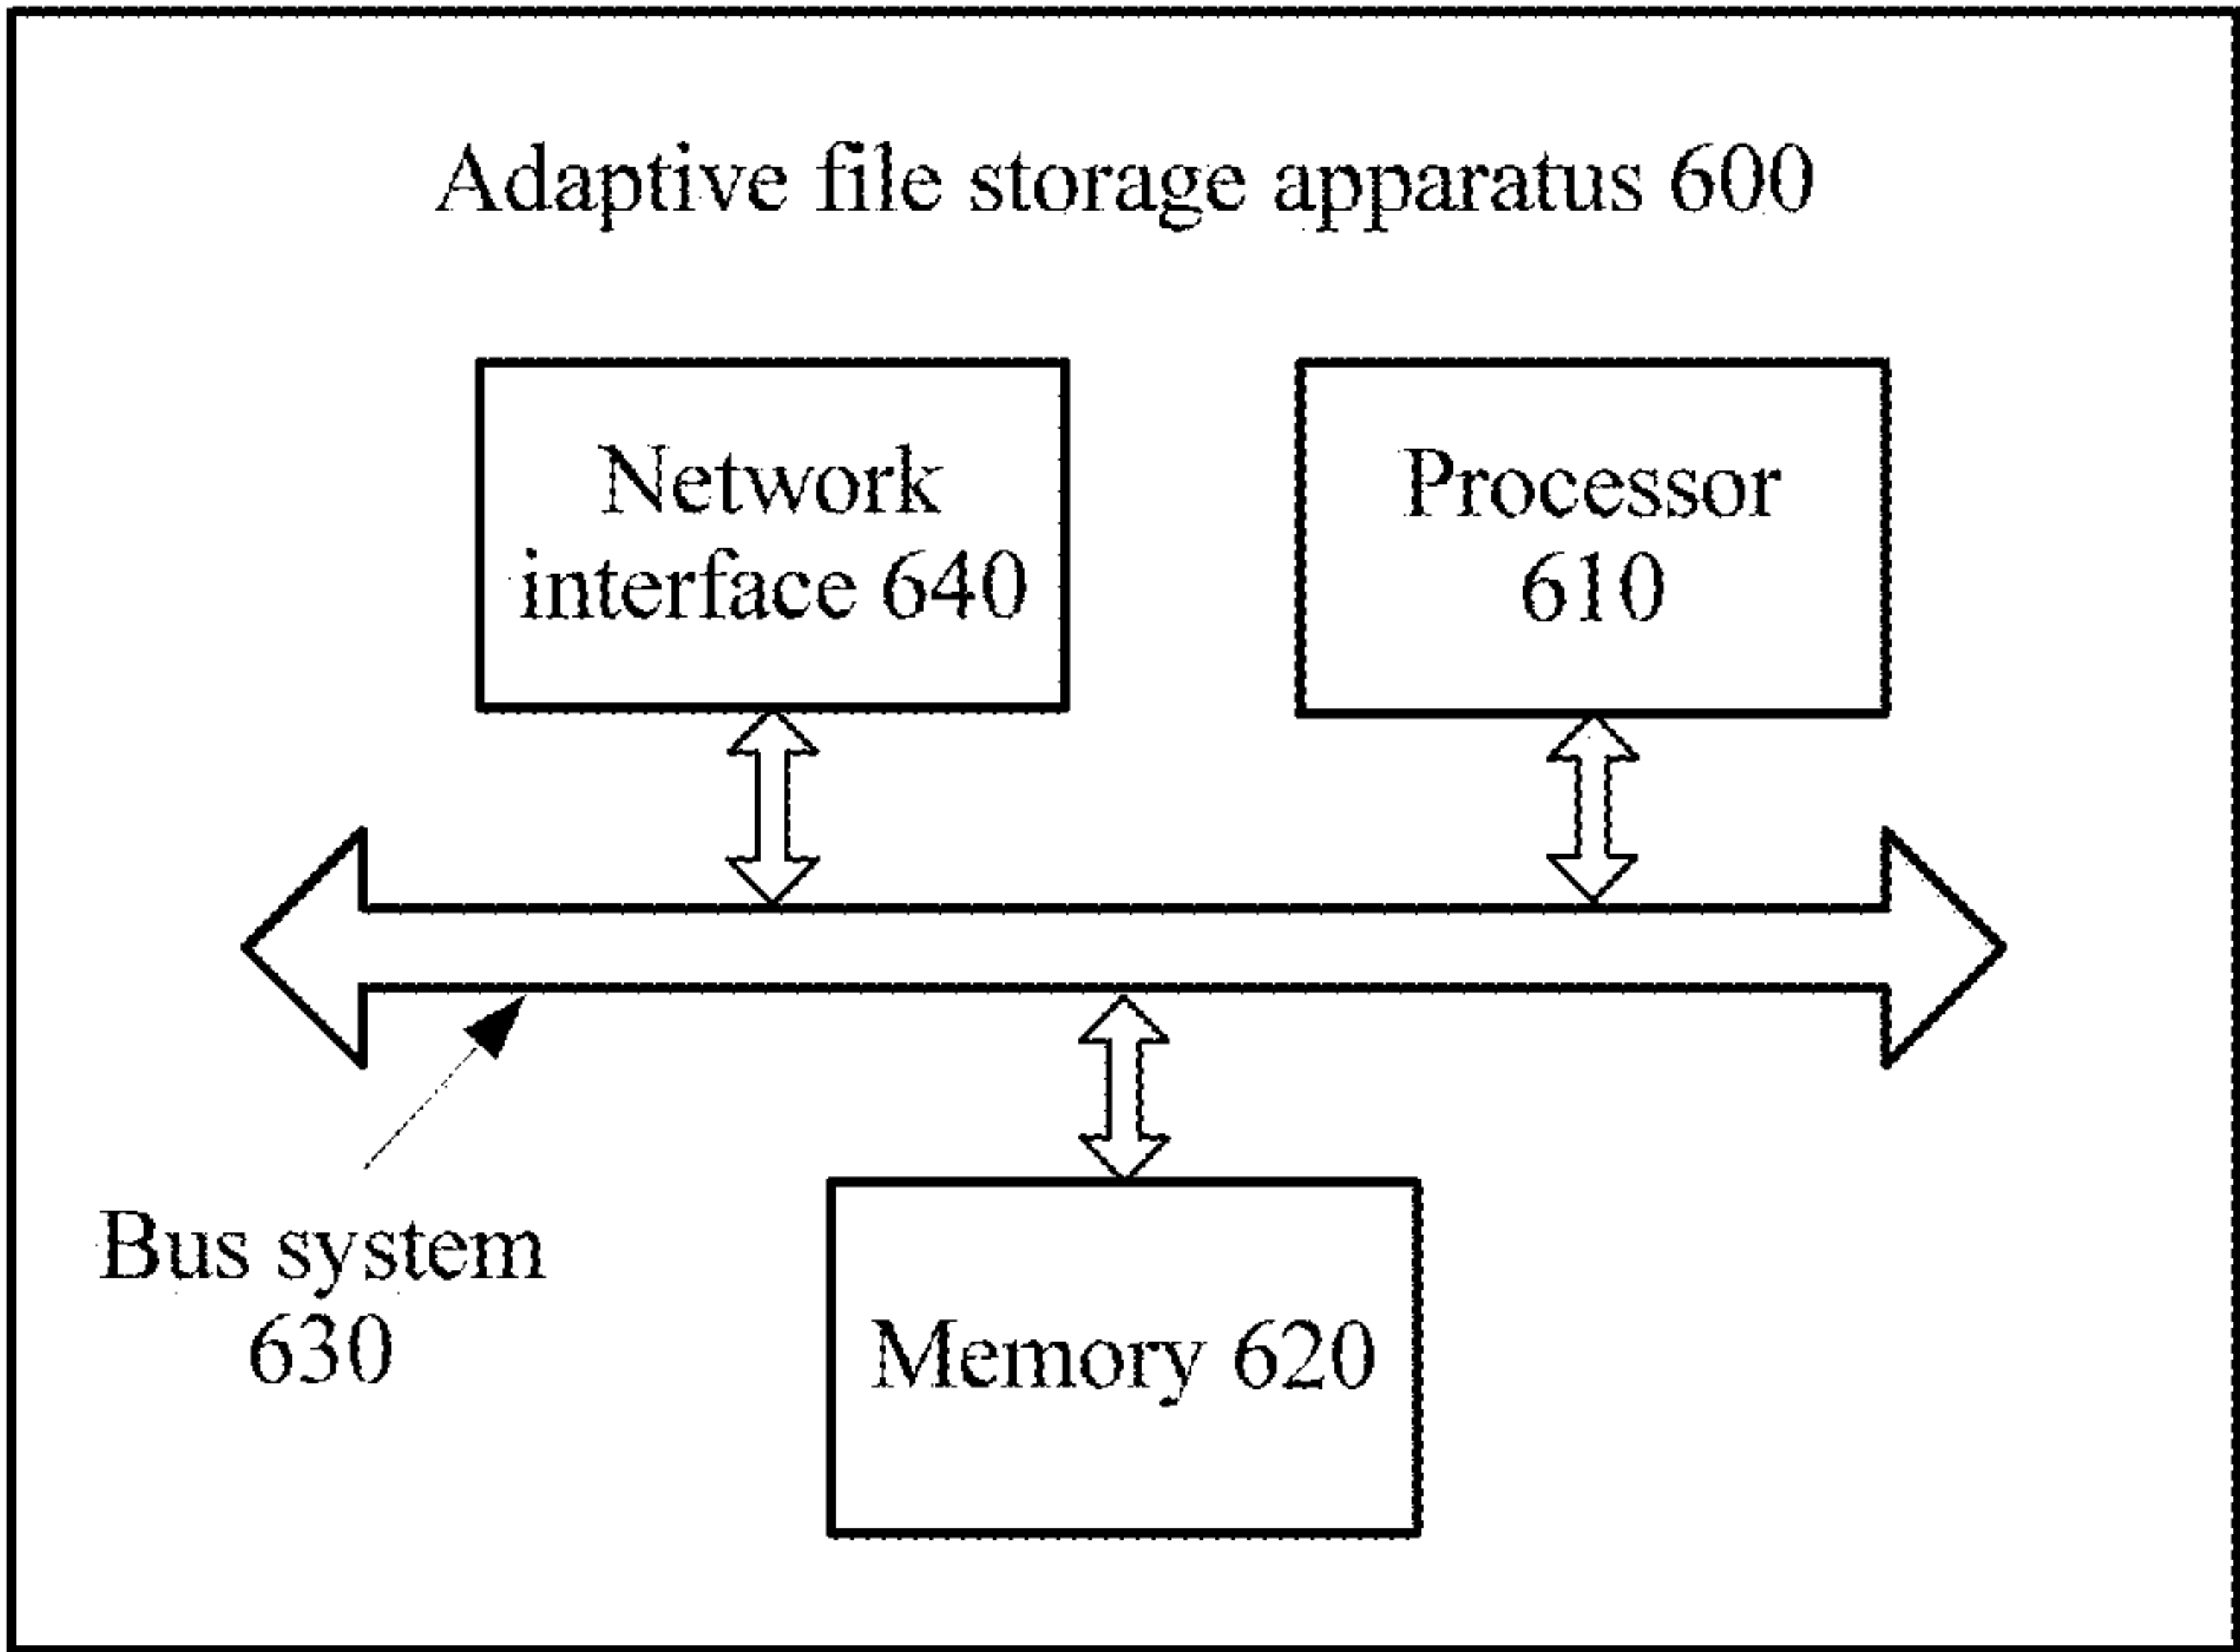 Adaptive file storage apparatus 600
Network
interface 640
Processor
610
Bus system
630
Memory 620